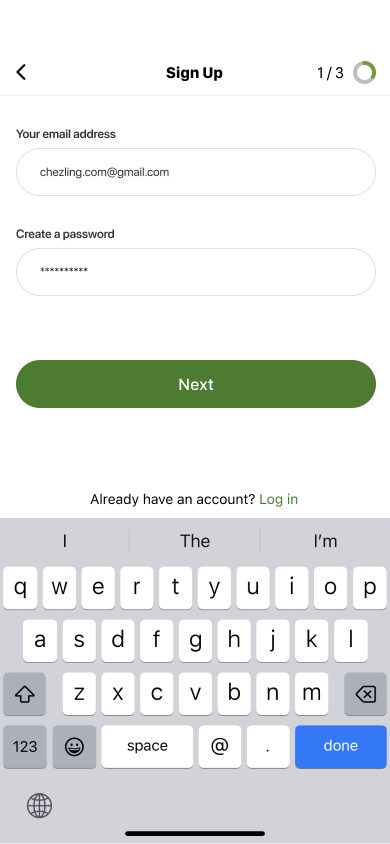 Sign Up
1 / 3
Your email address
chezling.com@gmail.com
Create a password
**********
Next
Already have an account? Log in
I The I'm
q w e r t y u i o p
a s d f g h j k l
z x c v b n m
123 space @ . done